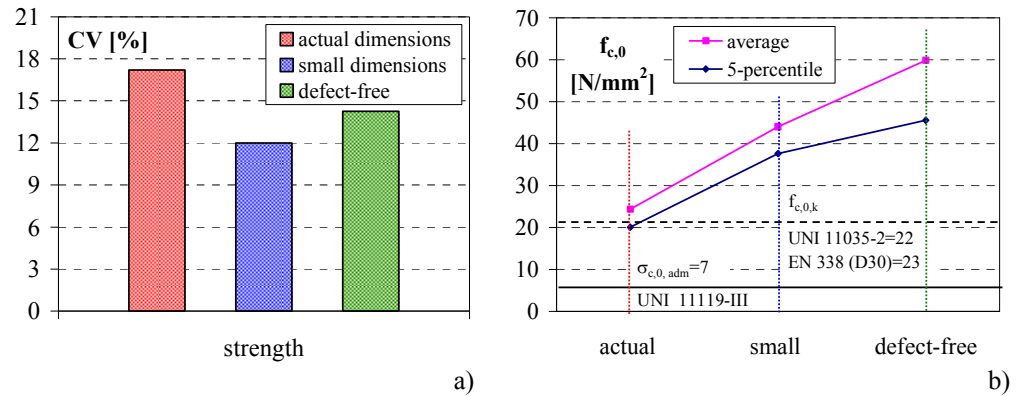 CV [%]
21
18
15
12
9
6
3
0
actual dimensions
small dimensions
defect-free
strength
a)
f_c,0
[N/mm²]
70
60
50
40
30
20
10
0
average
5-percentile
f_c,0,k
UNI 11035-2=22
EN 338 (D30)=23
σ_c,0, adm=7
UNI 11119-III
actual
small
defect-free
b)